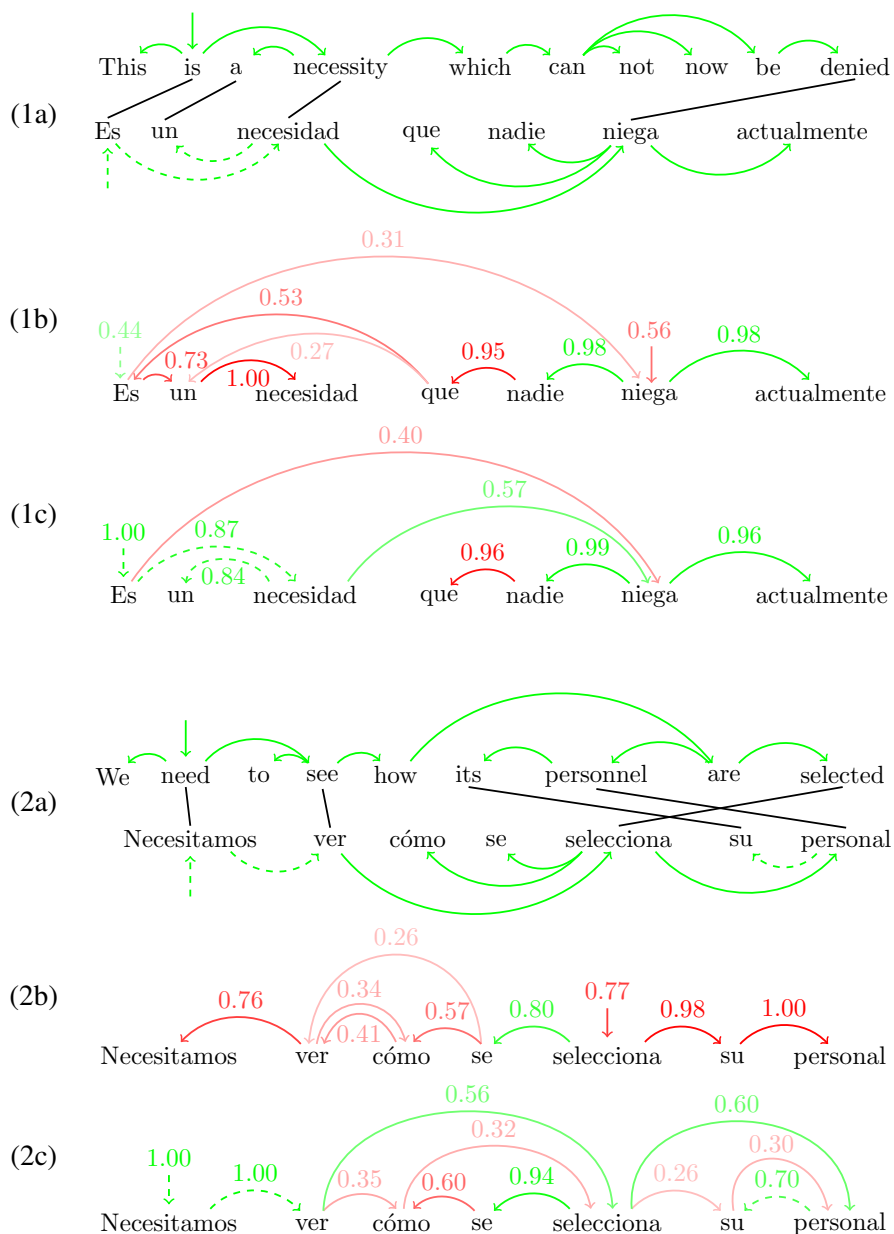 This is a necessity which can not now be denied
(1a)
Es un necesidad que nadie niega actualmente
0.31
0.53
(1b)
0.44 0.73 0.27 0.95 0.98 0.56 0.98
1.00
Es un necesidad que nadie niega actualmente
0.40
0.57
(1c)
1.00 0.87 0.96 0.99 0.96
0.84
Es un necesidad que nadie niega actualmente
We need to see how its personnel are selected
(2a)
Necesitamos ver cómo se selecciona su personal
0.26
(2b)
0.76 0.34 0.57 0.80 0.77 0.98 1.00
0.41
Necesitamos ver cómo se selecciona su personal
0.56 0.60
0.32 0.30
(2c)
1.00 1.00 0.35 0.60 0.94 0.26 0.70
Necesitamos ver cómo se selecciona su personal